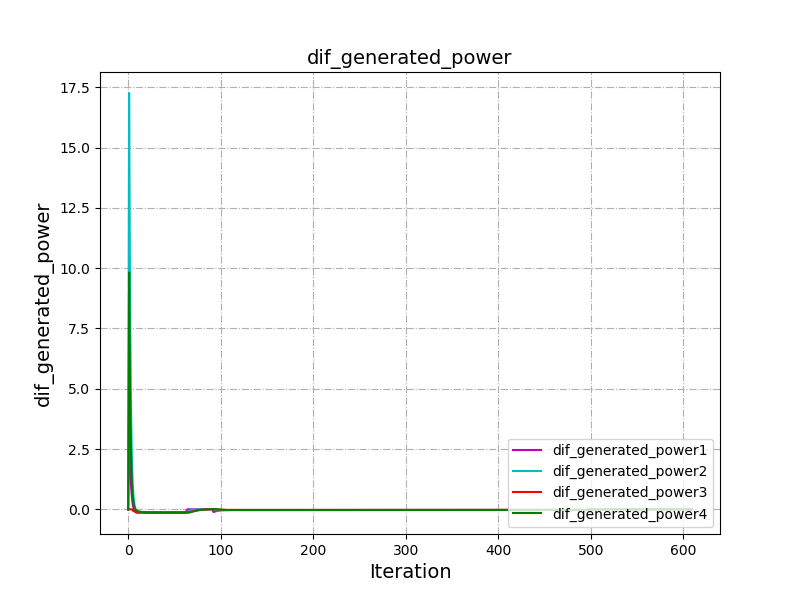 dif_generated_power
dif_generated_power
17.5
15.0
12.5
10.0
7.5
5.0
2.5
0.0
0
100
200
300
400
500
600
Iteration
dif_generated_power1
dif_generated_power2
dif_generated_power3
dif_generated_power4